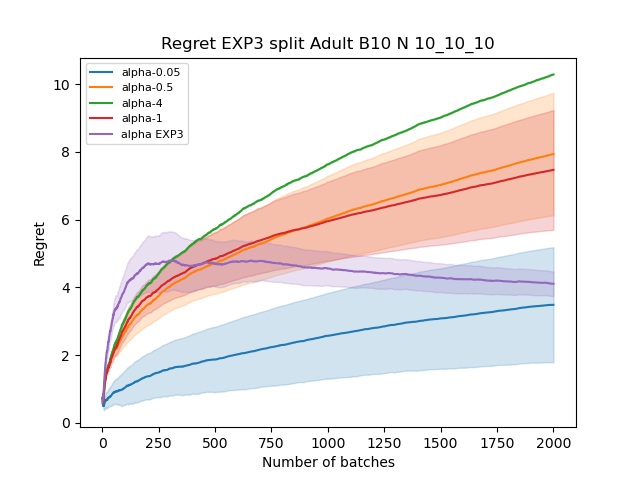 Regret EXP3 split Adult B10 N 10_10_10
alpha-0.05
alpha-0.5
alpha-4
alpha-1
alpha EXP3
10
8
6
4
2
0
Regret
0 250 500 750 1000 1250 1500 1750 2000
Number of batches